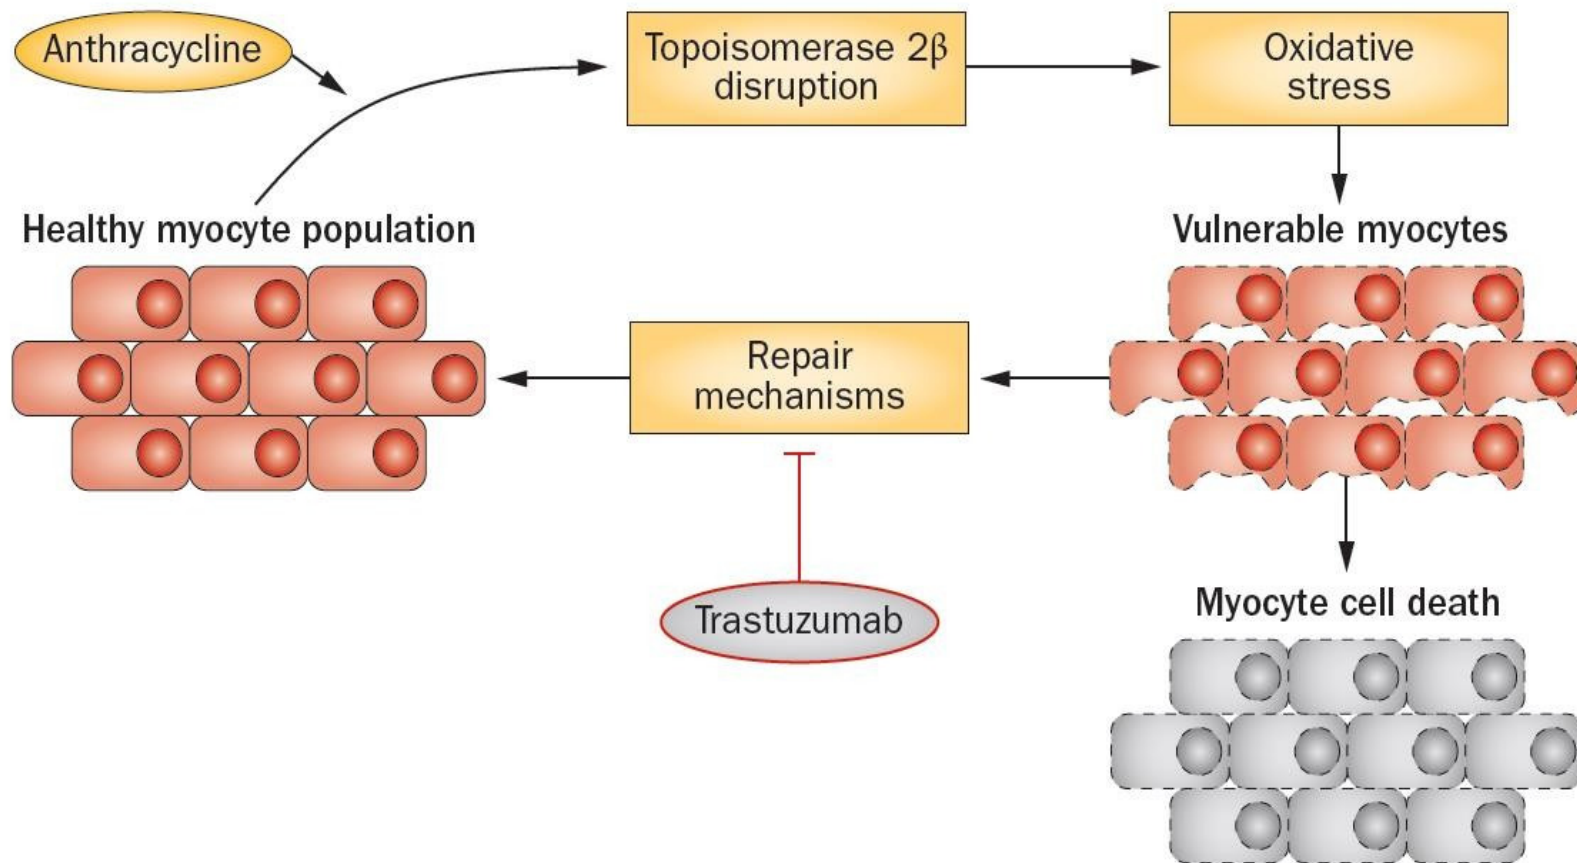 Anthracycline
Topoisomerase 2β
disruption
Oxidative
stress
Healthy myocyte population
Vulnerable myocytes
Repair
mechanisms
Trastuzumab
Myocyte cell death